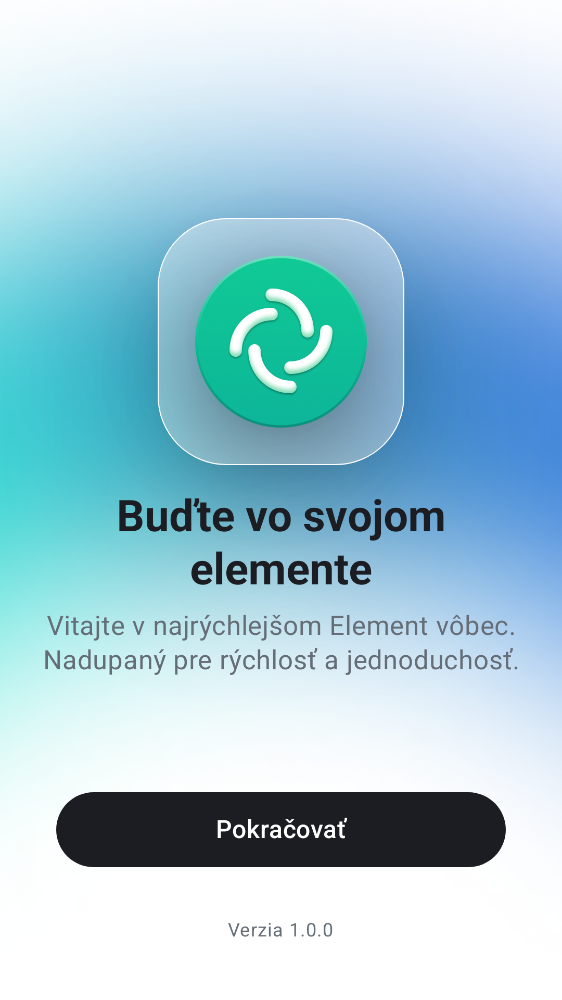 Buďte vo svojom
elemente
Vitajte v najrýchlejšom Element vôbec.
Nadupaný pre rýchlosť a jednoduchosť.
Pokračovať
Verzia 1.0.0